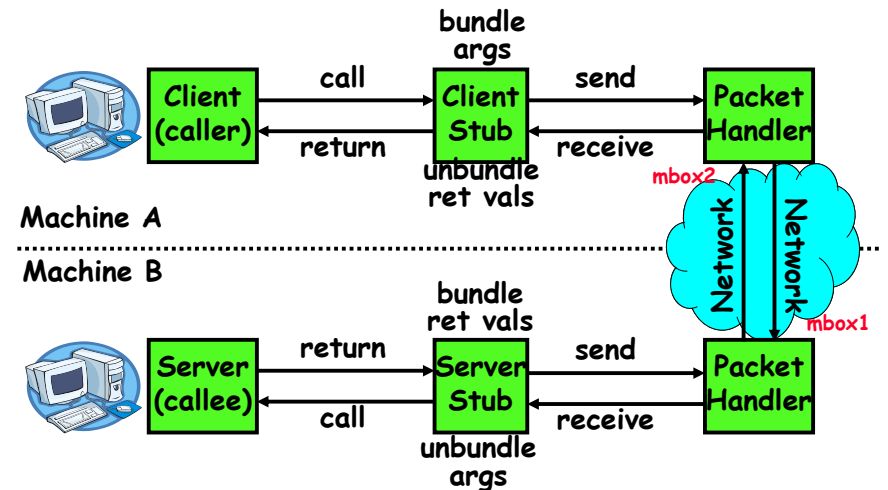 bundle
args
call
send
Client
(caller)
Client
Stub
Packet
Handler
return
receive
unbundle
ret vals
mbox2
Machine A
Network
Network
Machine B
mbox1
bundle
ret vals
return
send
Server
(callee)
Server
Stub
Packet
Handler
call
receive
unbundle
args